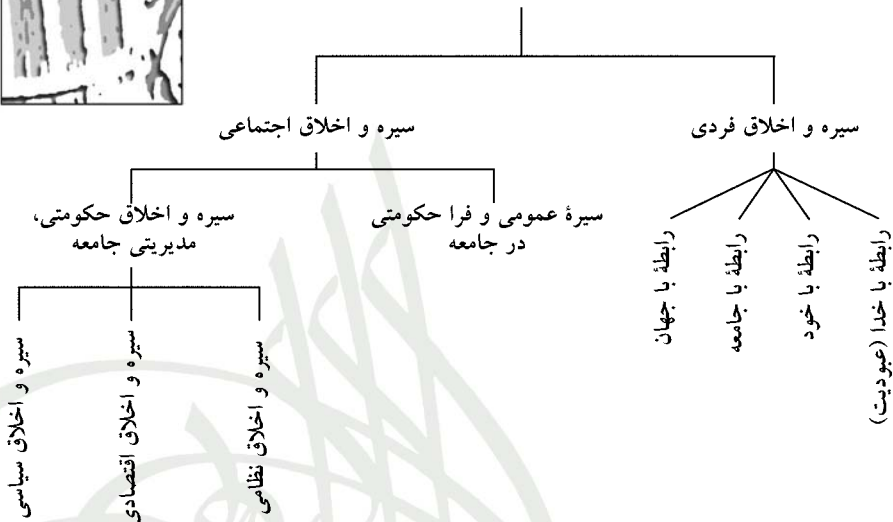 سیره و اخلاق فردی
سیره و اخلاق اجتماعی
رابطهٔ با خدا (عبودیت)
رابطهٔ با خود
رابطهٔ با جامعه
رابطهٔ با جهان
سیرهٔ عمومی و فرا حکومتی
در جامعه
سیره و اخلاق حکومتی،
مدیریتی جامعه
سیره و اخلاق نظامی
سیره و اخلاق اقتصادی
سیره و اخلاق سیاسی